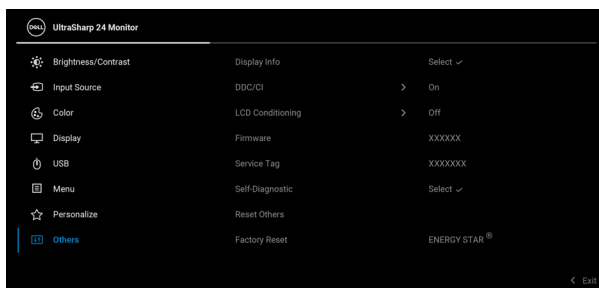 DELL UltraSharp 24 Monitor
Brightness/Contrast Display Info Select ✓
Input Source DDC/CI > On
Color LCD Conditioning > Off
Display Firmware XXXXXX
USB Service Tag XXXXXXX
Menu Self-Diagnostic Select ✓
Personalize Reset Others
Others Factory Reset ENERGY STAR®
< Exit